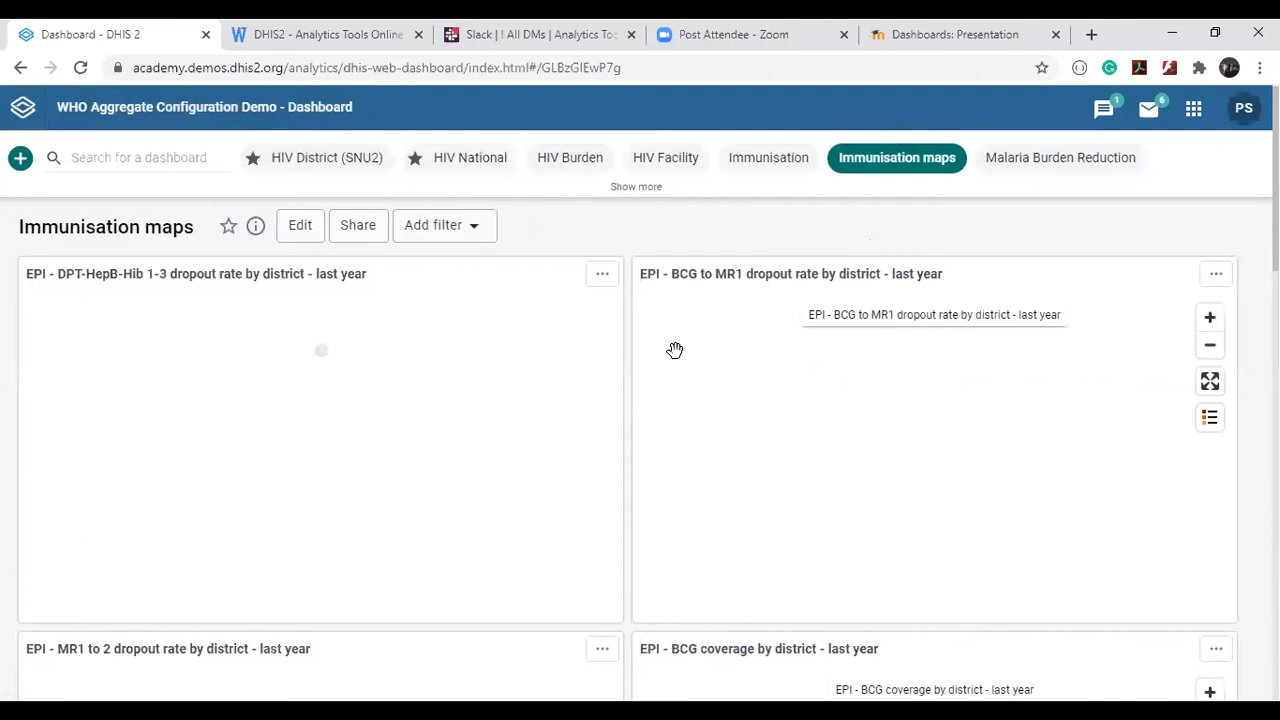 Dashboard - DHIS 2
DHIS2 - Analytics Tools Online
Slack | ! All DMs | Analytics Too
Post Attendee - Zoom
Dashboards: Presentation
academy.demos.dhis2.org/analytics/dhis-web-dashboard/index.html#/GLBzGlEwP7g
WHO Aggregate Configuration Demo - Dashboard
1
6
PS
Search for a dashboard
HIV District (SNU2)
HIV National
HIV Burden
HIV Facility
Immunisation
Immunisation maps
Malaria Burden Reduction
Show more
Immunisation maps
Edit
Share
Add filter
EPI - DPT-HepB-Hib 1-3 dropout rate by district - last year
EPI - BCG to MR1 dropout rate by district - last year
EPI - BCG to MR1 dropout rate by district - last year
EPI - MR1 to 2 dropout rate by district - last year
EPI - BCG coverage by district - last year
EPI - BCG coverage by district - last year